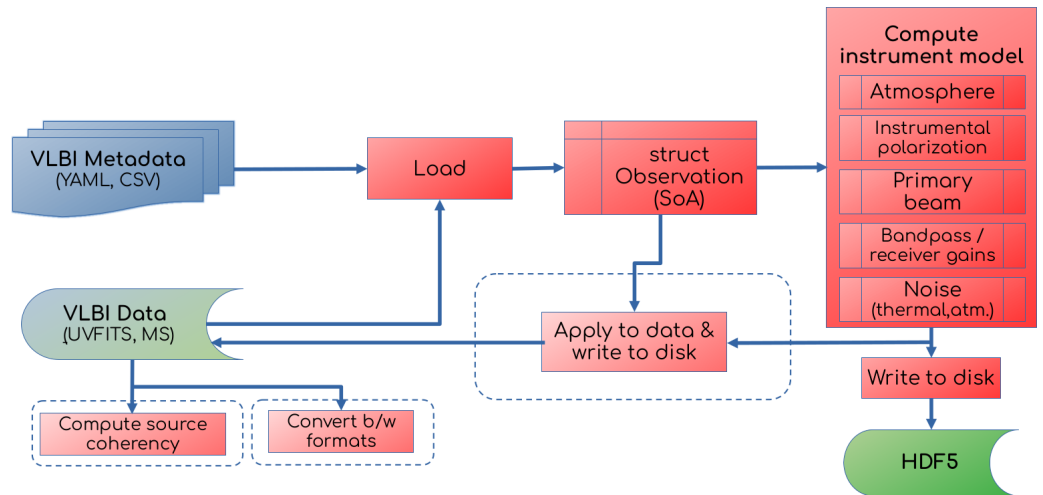 VLBI Metadata
(YAML, CSV)
Load
struct
Observation
(SoA)
Compute
instrument model
Atmosphere
Instrumental
polarization
Primary
beam
Bandpass /
receiver gains
Noise
(thermal,atm.)
VLBI Data
(UVFITS, MS)
Apply to data &
write to disk
Write to disk
Compute source
coherency
Convert b/w
formats
HDF5